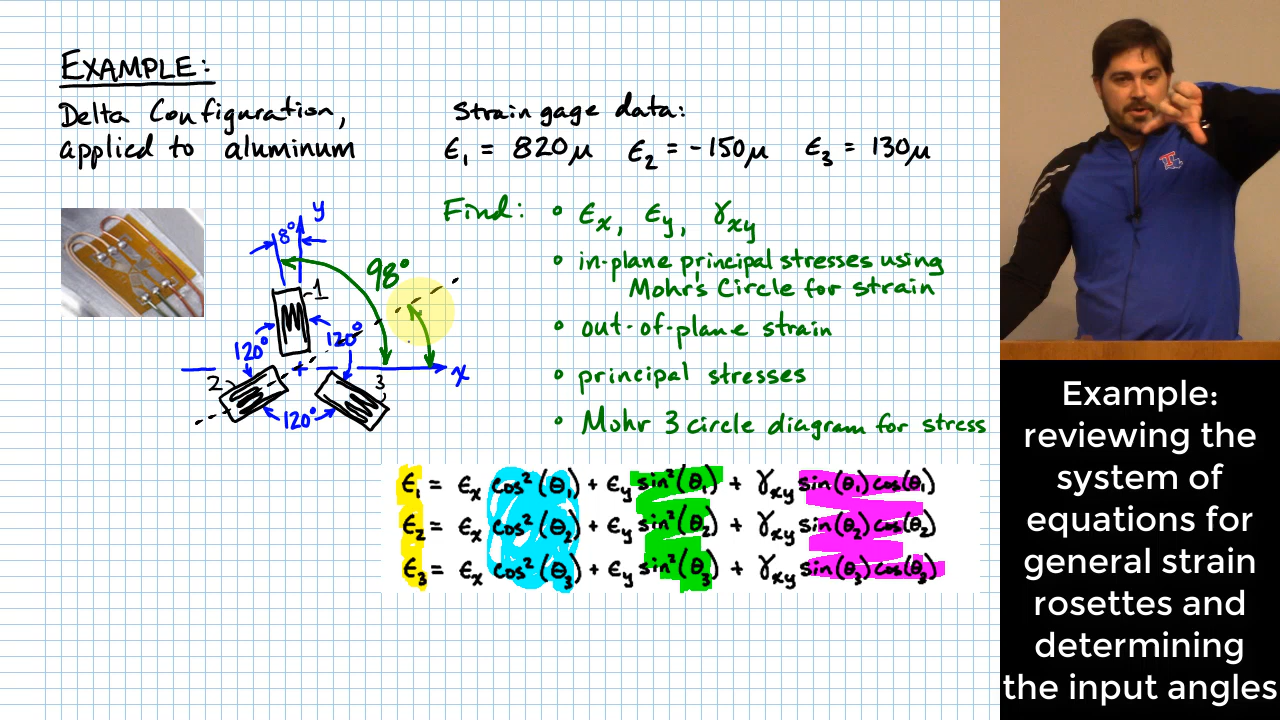 EXAMPLE:
Delta Configuration,
applied to aluminum
Strain gage data:
ϵ₁ = 820μ ϵ₂ = -150μ ϵ₃ = 130μ
y
8°
98°
1
120°
120°
2
3
x
120°
Find: • ϵx, ϵy, γxy
• in-plane principal stresses using
Mohr's Circle for strain
• out-of-plane strain
• principal stresses
• Mohr 3 circle diagram for stress
ϵ₁ = ϵx cos²(θ₁) + ϵy sin²(θ₁) + γxy sin(θ₁) cos(θ₁)
ϵ₂ = ϵx cos²(θ₂) + ϵy sin²(θ₂) + γxy sin(θ₂) cos(θ₂)
ϵ₃ = ϵx cos²(θ₃) + ϵy sin²(θ₃) + γxy sin(θ₃) cos(θ₃)
Example:
reviewing the
system of
equations for
general strain
rosettes and
determining
the input angles